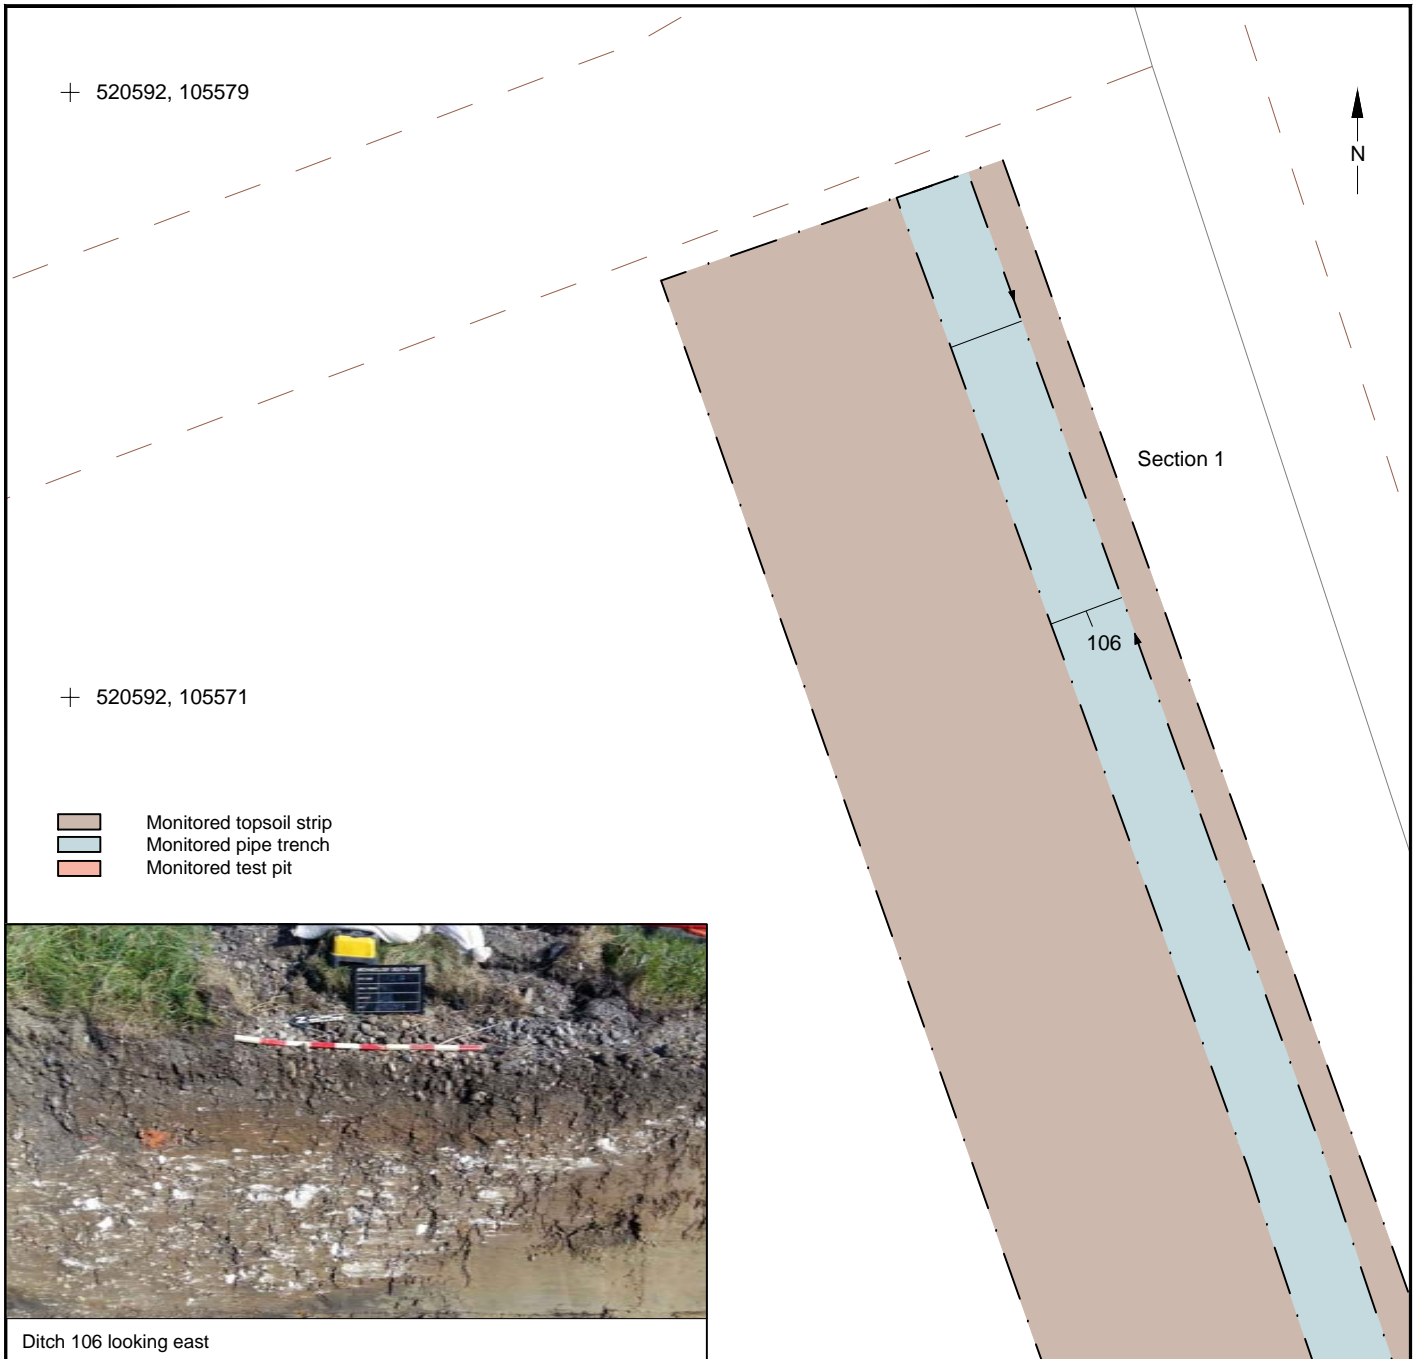 520592, 105579
N
Section 1
106
520592, 105571
Monitored topsoil strip
Monitored pipe trench
Monitored test pit
Ditch 106 looking east